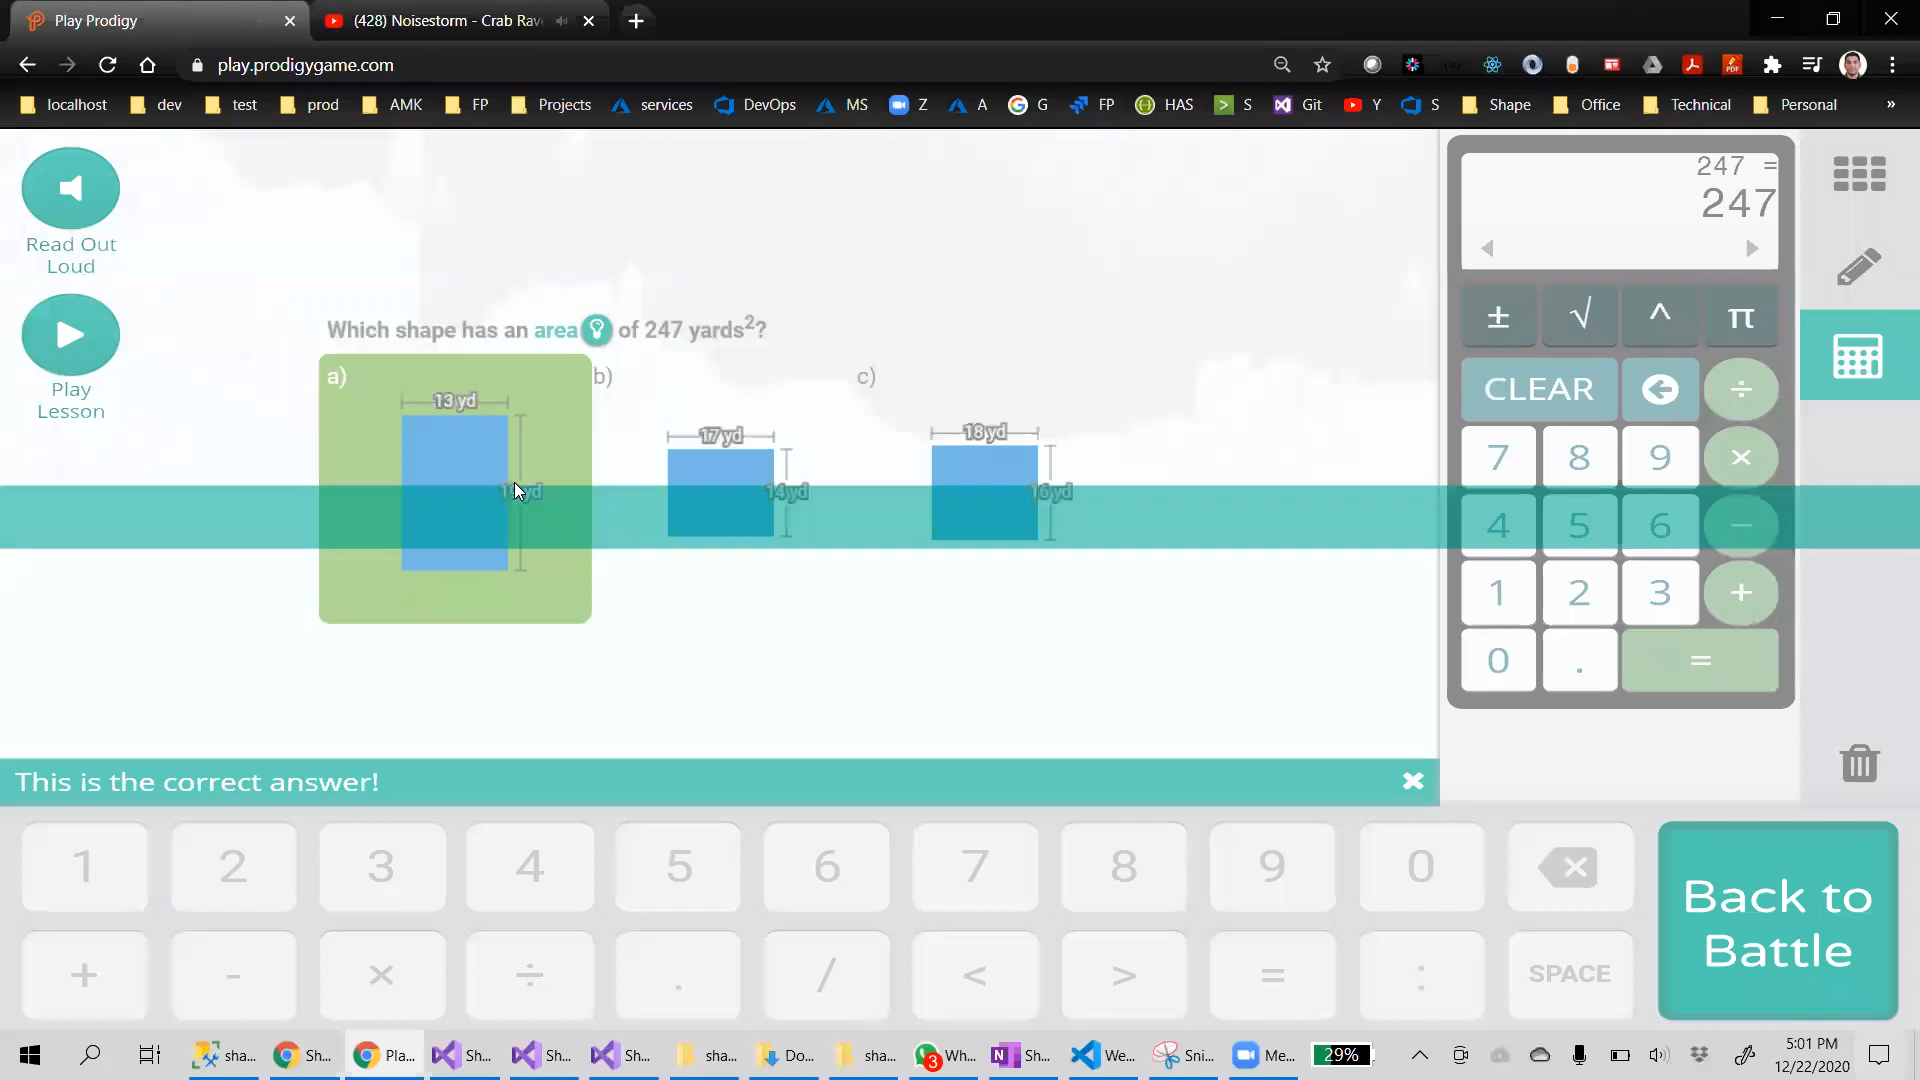 Play Prodigy
(428) Noisestorm - Crab Rav
play.prodigygame.com
localhost dev test prod AMK FP Projects services DevOps MS Z A G FP HAS S Git Y S Shape Office Technical Personal »
Read Out
Loud
Play
Lesson
Which shape has an area of 247 yards²?
a) b) c)
13 yd
17 yd
18 yd
14 yd
16 yd
247 =
247
± √ ^ π
CLEAR ÷
7 8 9 ×
4 5 6 −
1 2 3 +
0 . =
This is the correct answer!
1 2 3 4 5 6 7 8 9 0
+ - × ÷ . / < > = : SPACE
Back to
Battle
sha... Sh... Pla... Sh... Sh... Sh... sha... Do... sha... 3 Wh... Sh... We... Sni... Me... 29%
5:01 PM
12/22/2020